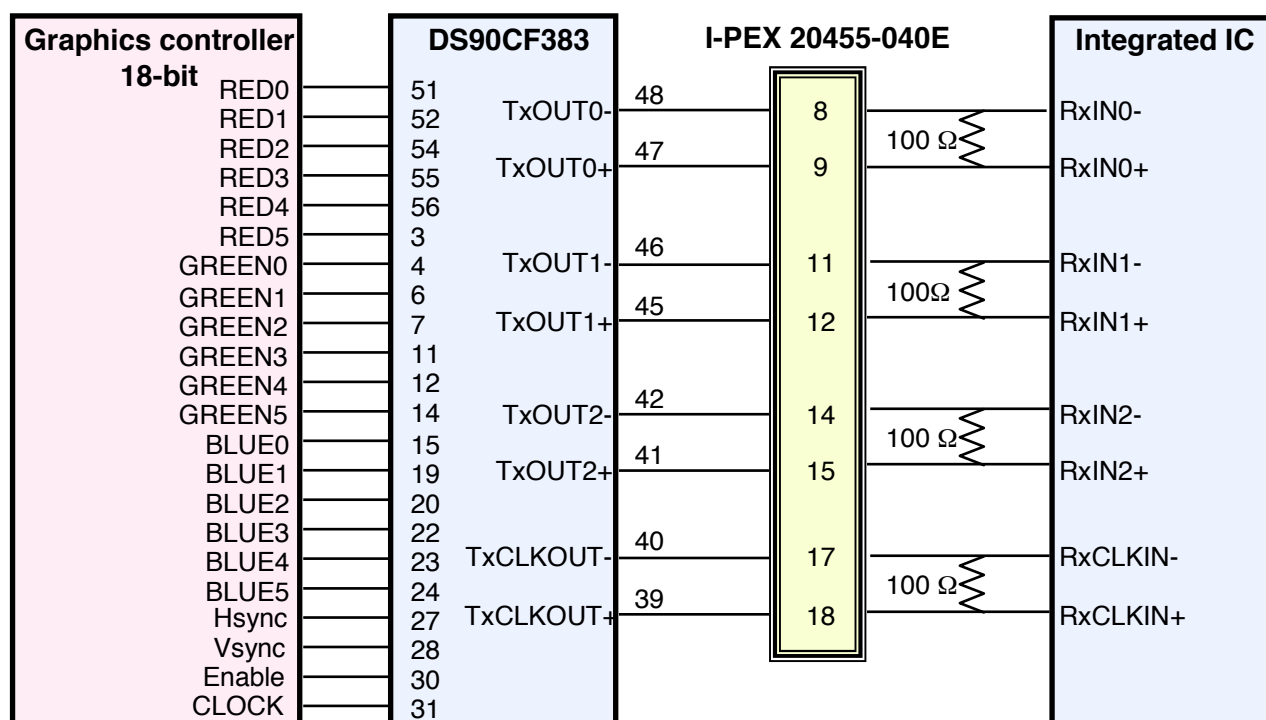 Graphics controller
18-bit
RED0
RED1
RED2
RED3
RED4
RED5
GREEN0
GREEN1
GREEN2
GREEN3
GREEN4
GREEN5
BLUE0
BLUE1
BLUE2
BLUE3
BLUE4
BLUE5
Hsync
Vsync
Enable
CLOCK
DS90CF383
51
52
54
55
56
3
4
6
7
11
12
14
15
19
20
22
23
24
27
28
30
31
TxOUT0-
TxOUT0+
TxOUT1-
TxOUT1+
TxOUT2-
TxOUT2+
TxCLKOUT-
TxCLKOUT+
48
47
46
45
42
41
40
39
I-PEX 20455-040E
8
9
11
12
14
15
17
18
100 Ω
100Ω
100 Ω
100 Ω
Integrated IC
RxIN0-
RxIN0+
RxIN1-
RxIN1+
RxIN2-
RxIN2+
RxCLKIN-
RxCLKIN+